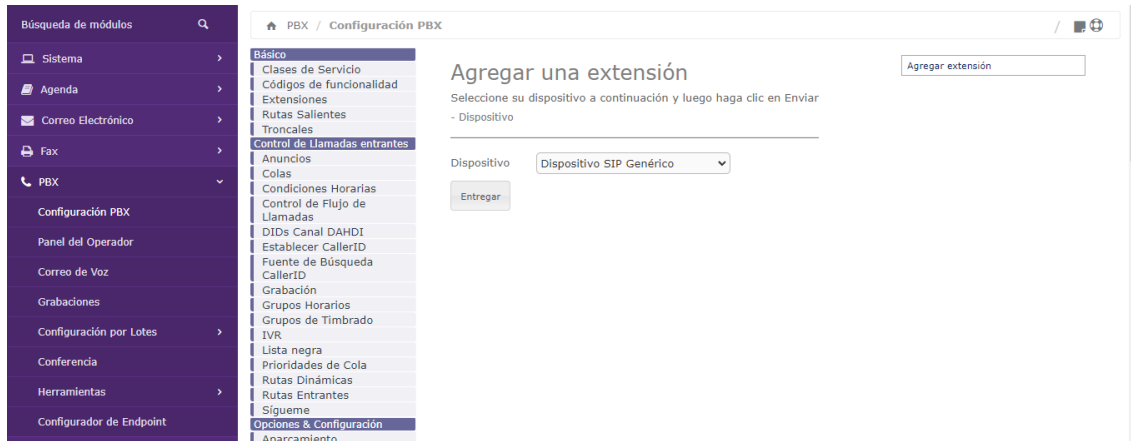 Búsqueda de módulos
Sistema
Agenda
Correo Electrónico
Fax
PBX
Configuración PBX
Panel del Operador
Correo de Voz
Grabaciones
Configuración por Lotes
Conferencia
Herramientas
Configurador de Endpoint
PBX / Configuración PBX /
Básico
Clases de Servicio
Códigos de funcionalidad
Extensiones
Rutas Salientes
Troncales
Control de Llamadas entrantes
Anuncios
Colas
Condiciones Horarias
Control de Flujo de
Llamadas
DIDs Canal DAHDI
Establecer CallerID
Fuente de Búsqueda
CallerID
Grabación
Grupos Horarios
Grupos de Timbrado
IVR
Lista negra
Prioridades de Cola
Rutas Dinámicas
Rutas Entrantes
Sígueme
Opciones & Configuración
Aparcamiento
Agregar una extensión
Seleccione su dispositivo a continuación y luego haga clic en Enviar
- Dispositivo
Dispositivo Dispositivo SIP Genérico
Entregar
Agregar extensión